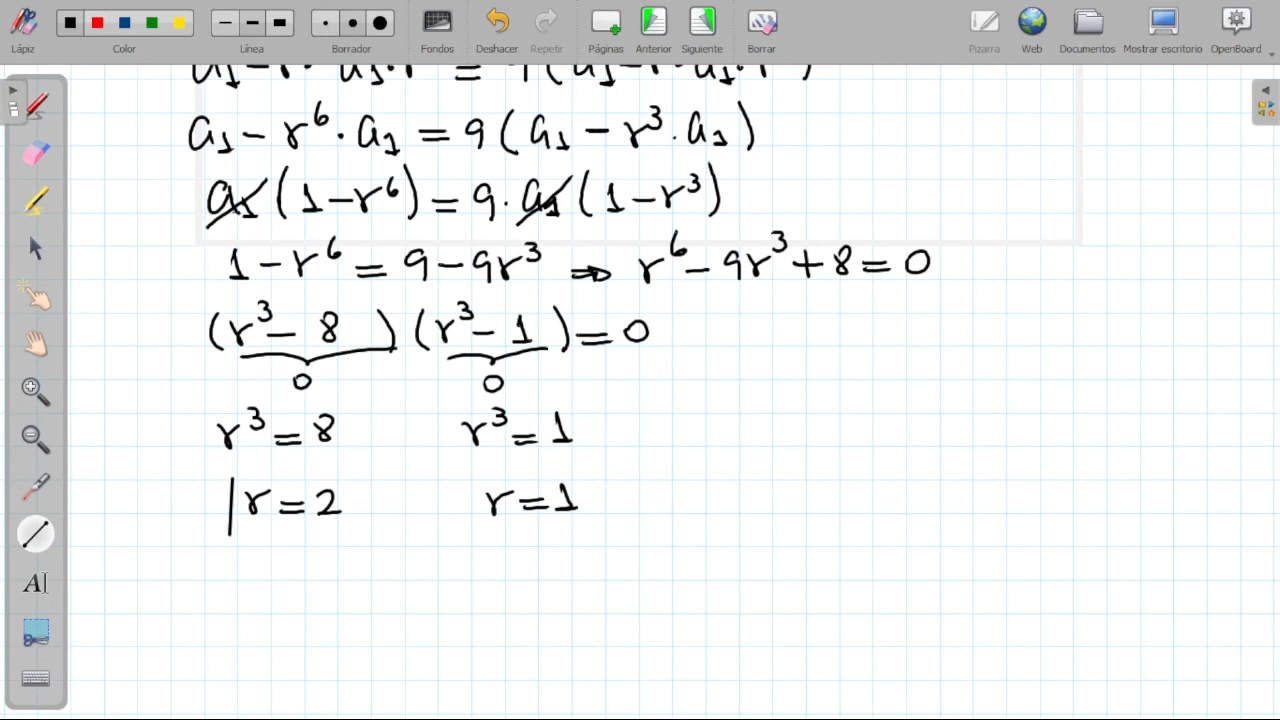 Lápiz Color Línea Borrador Fondos Deshacer Repetir Páginas Anterior Siguiente Borrar Pizarra Web Documentos Mostrar escritorio OpenBoard
a₁ - r⁶ · a₁ = 9 ( a₁ - r³ · a₁ )
a₁ ( 1 - r⁶ ) = 9 · a₁ ( 1 - r³ )
1 - r⁶ = 9 - 9r³ ⇒ r⁶ - 9r³ + 8 = 0
( r³ - 8 ) ( r³ - 1 ) = 0
0 0
r³ = 8 r³ = 1
| r = 2 r = 1